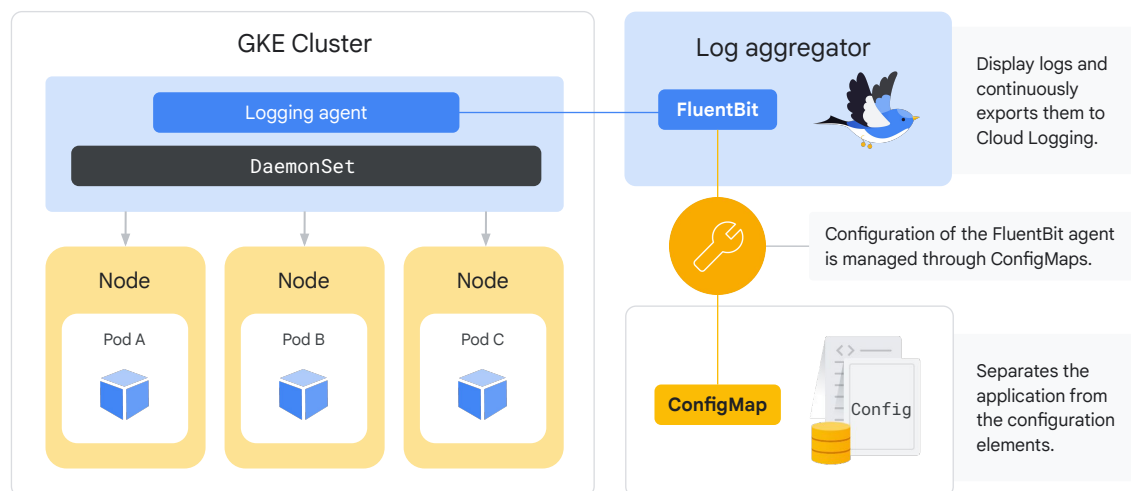 GKE Cluster
Logging agent
DaemonSet
Node
Pod A
Node
Pod B
Node
Pod C
Log aggregator
FluentBit
Display logs and
continuously
exports them to
Cloud Logging.
Configuration of the FluentBit agent
is managed through ConfigMaps.
ConfigMap
Config
Separates the
application from
the configuration
elements.